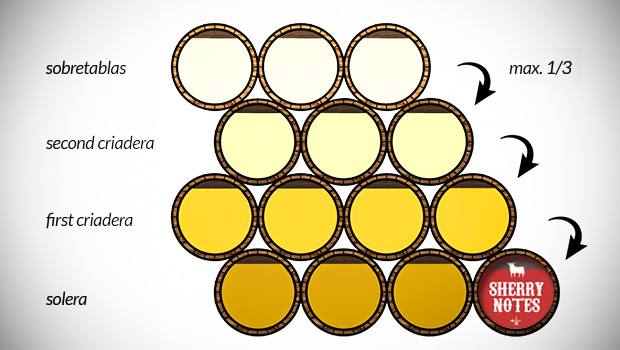 sobretablas
max. 1/3
second criadera
first criadera
solera
SHERRY
NOTES